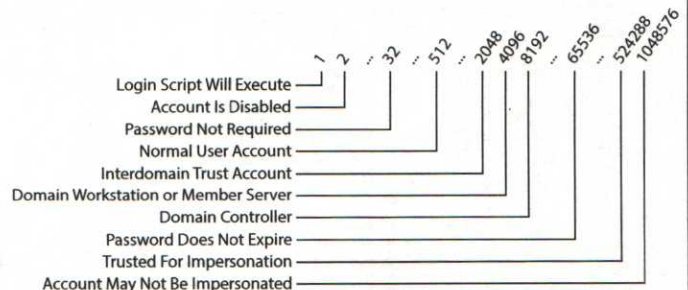 1 2 ... 32 ... 512 ... 2048 4096 8192 ... 65536 ... 524288 1048576
Login Script Will Execute
Account Is Disabled
Password Not Required
Normal User Account
Interdomain Trust Account
Domain Workstation or Member Server
Domain Controller
Password Does Not Expire
Trusted For Impersonation
Account May Not Be Impersonated